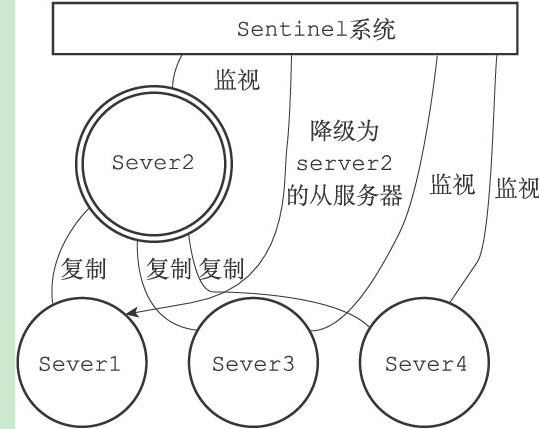 Sentinel系统
监视
Sever2
降级为
server2
的从服务器
监视
监视
复制
复制
复制
Sever1
Sever3
Sever4